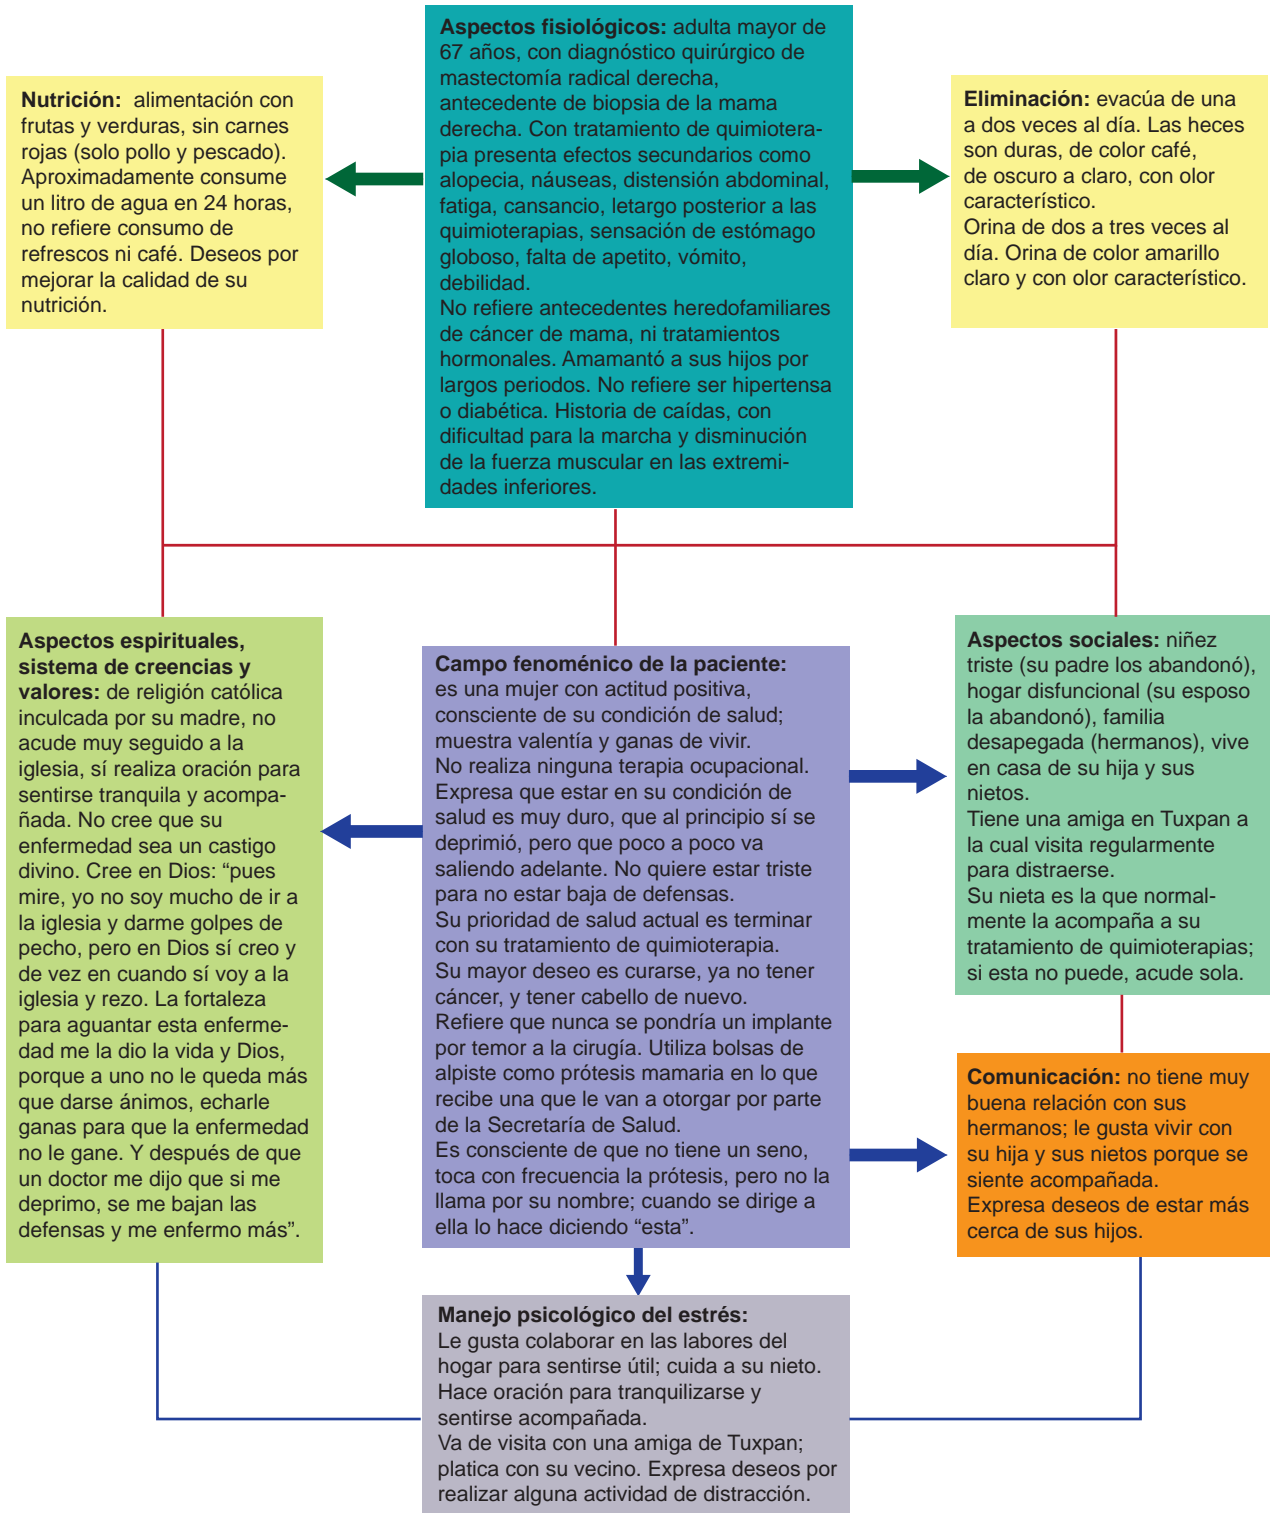 Aspectos fisiológicos: adulta mayor de
67 años, con diagnóstico quirúrgico de
mastectomía radical derecha,
antecedente de biopsia de la mama
derecha. Con tratamiento de quimiotera-
pia presenta efectos secundarios como
alopecia, náuseas, distensión abdominal,
fatiga, cansancio, letargo posterior a las
quimioterapias, sensación de estómago
globoso, falta de apetito, vómito,
debilidad.
No refiere antecedentes heredofamiliares
de cáncer de mama, ni tratamientos
hormonales. Amamantó a sus hijos por
largos periodos. No refiere ser hipertensa
o diabética. Historia de caídas, con
dificultad para la marcha y disminución
de la fuerza muscular en las extremi-
dades inferiores.
Nutrición: alimentación con
frutas y verduras, sin carnes
rojas (solo pollo y pescado).
Aproximadamente consume
un litro de agua en 24 horas,
no refiere consumo de
refrescos ni café. Deseos por
mejorar la calidad de su
nutrición.
Eliminación: evacúa de una
a dos veces al día. Las heces
son duras, de color café,
de oscuro a claro, con olor
característico.
Orina de dos a tres veces al
día. Orina de color amarillo
claro y con olor característico.
Aspectos espirituales,
sistema de creencias y
valores: de religión católica
inculcada por su madre, no
acude muy seguido a la
iglesia, sí realiza oración para
sentirse tranquila y acompa-
ñada. No cree que su
enfermedad sea un castigo
divino. Cree en Dios: “pues
mire, yo no soy mucho de ir a
la iglesia y darme golpes de
pecho, pero en Dios sí creo y
de vez en cuando sí voy a la
iglesia y rezo. La fortaleza
para aguantar esta enferme-
dad me la dio la vida y Dios,
porque a uno no le queda más
que darse ánimos, echarle
ganas para que la enfermedad
no le gane. Y después de que
un doctor me dijo que si me
deprimo, se me bajan las
defensas y me enfermo más”.
Campo fenoménico de la paciente:
es una mujer con actitud positiva,
consciente de su condición de salud;
muestra valentía y ganas de vivir.
No realiza ninguna terapia ocupacional.
Expresa que estar en su condición de
salud es muy duro, que al principio sí se
deprimió, pero que poco a poco va
saliendo adelante. No quiere estar triste
para no estar baja de defensas.
Su prioridad de salud actual es terminar
con su tratamiento de quimioterapia.
Su mayor deseo es curarse, ya no tener
cáncer, y tener cabello de nuevo.
Refiere que nunca se pondría un implante
por temor a la cirugía. Utiliza bolsas de
alpiste como prótesis mamaria en lo que
recibe una que le van a otorgar por parte
de la Secretaría de Salud.
Es consciente de que no tiene un seno,
toca con frecuencia la prótesis, pero no la
llama por su nombre; cuando se dirige a
ella lo hace diciendo “esta”.
Aspectos sociales: niñez
triste (su padre los abandonó),
hogar disfuncional (su esposo
la abandonó), familia
desapegada (hermanos), vive
en casa de su hija y sus
nietos.
Tiene una amiga en Tuxpan a
la cual visita regularmente
para distraerse.
Su nieta es la que normal-
mente la acompaña a su
tratamiento de quimioterapias;
si esta no puede, acude sola.
Comunicación: no tiene muy
buena relación con sus
hermanos; le gusta vivir con
su hija y sus nietos porque se
siente acompañada.
Expresa deseos de estar más
cerca de sus hijos.
Manejo psicológico del estrés:
Le gusta colaborar en las labores del
hogar para sentirse útil; cuida a su nieto.
Hace oración para tranquilizarse y
sentirse acompañada.
Va de visita con una amiga de Tuxpan;
platica con su vecino. Expresa deseos por
realizar alguna actividad de distracción.